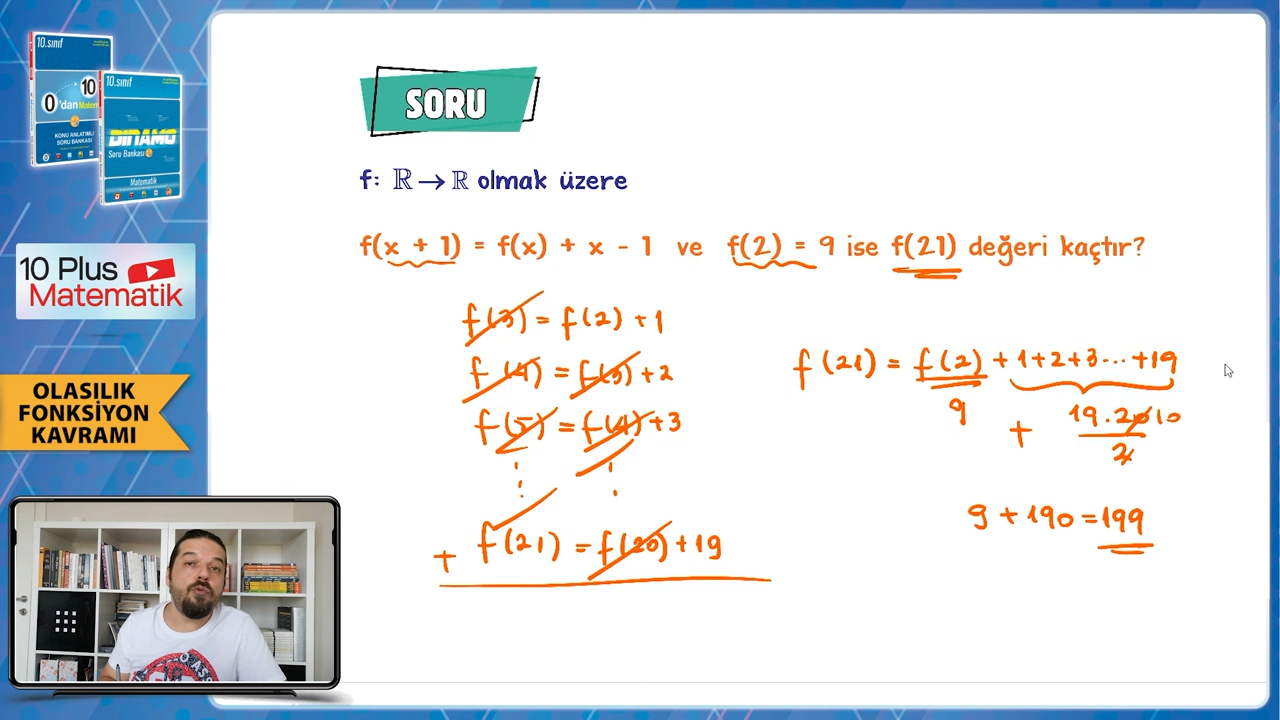 10.sınıf
0'dan 10
Matem
KONU ANLATIMLI
SORU BANKASI
10.sınıf
DİNAMO
Soru Bankası
Matematik
10 Plus
Matematik
OLASILIK
FONKSİYON
KAVRAMI
SORU
f: ℝ → ℝ olmak üzere
f(x + 1) = f(x) + x - 1 ve f(2) = 9 ise f(21) değeri kaçtır?
f(3) = f(2) + 1
f(4) = f(3) + 2
f(5) = f(4) + 3
⋮ ⋮
+ f(21) = f(20) + 19
f(21) = f(2) + 1+2+3...+19
9 + 19.20 10
2
9 + 190 = 199